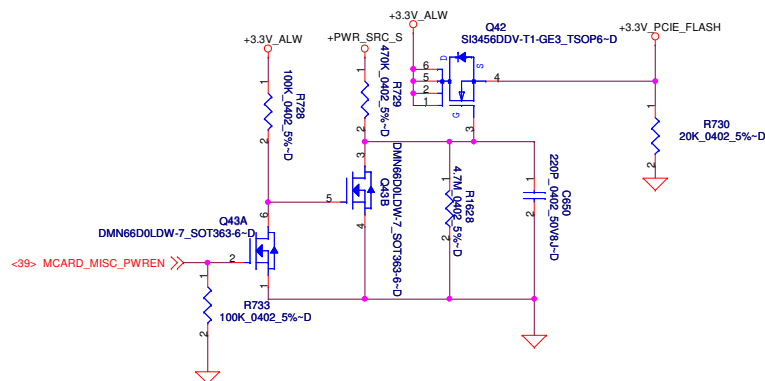 +3.3V_ALW
Q42
SI3456DDV-T1-GE3_TSOP6~D
+3.3V_PCIE_FLASH
+3.3V_ALW
+PWR_SRC_S
1
R728
100K_0402_5%~D
2
1
R729
470K_0402_5%~D
2
6
5
2
1
D
S
G
4
3
1
R730
20K_0402_5%~D
2
3
5
Q43B
DMN66D0LDW-7_SOT363-6~D
4
1
R1628
4.7M_0402_5%~D
2
1
C650
220P_0402_50V8J~D
2
Q43A
DMN66D0LDW-7_SOT363-6~D
6
<39> MCARD_MISC_PWREN
2
1
1
R733
100K_0402_5%~D
2